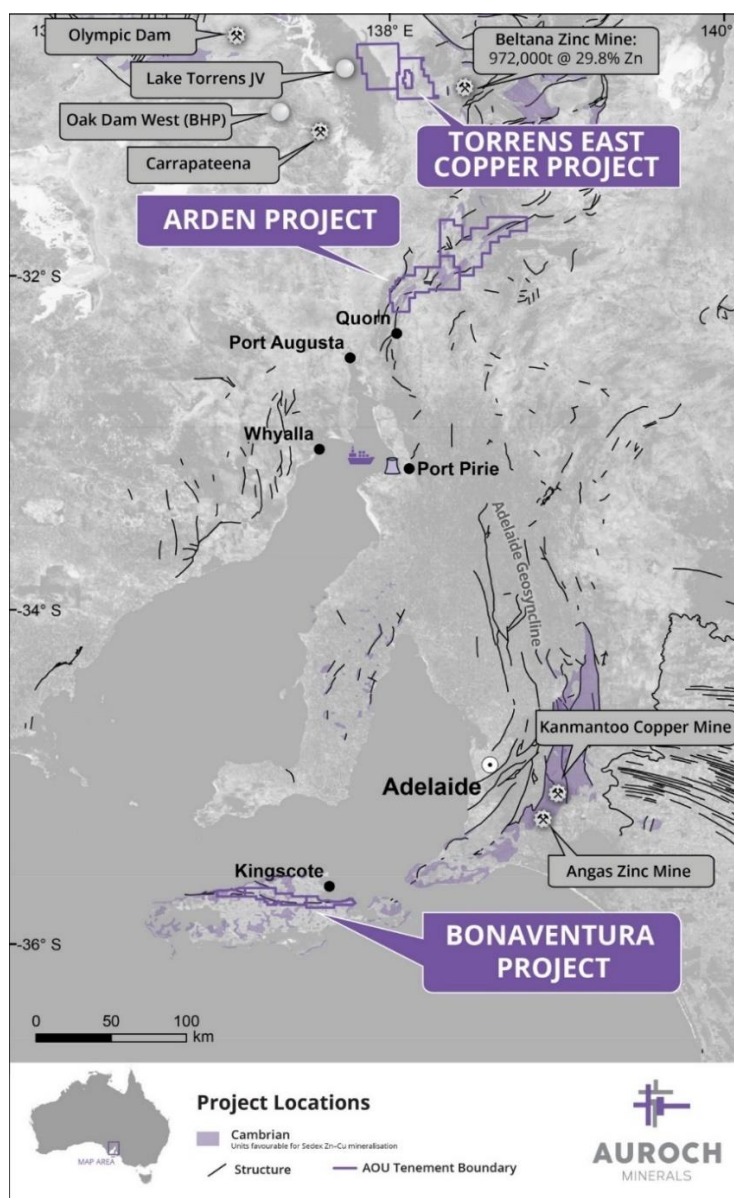 138° E
140°
Olympic Dam
Beltana Zinc Mine:
972,000t @ 29.8% Zn
Lake Torrens JV
Oak Dam West (BHP)
Carrapateena
TORRENS EAST
COPPER PROJECT
ARDEN PROJECT
-32° S
Quorn
Port Augusta
Whyalla
Port Pirie
Adelaide Geosyncline
-34° S
Kanmantoo Copper Mine
Adelaide
Angas Zinc Mine
Kingscote
BONAVENTURA
PROJECT
-36° S
0 50 100
km
Project Locations
Cambrian
Units favourable for Sedex Zn–Cu mineralisation
Structure
AOU Tenement Boundary
MAP AREA
AUROCH
MINERALS